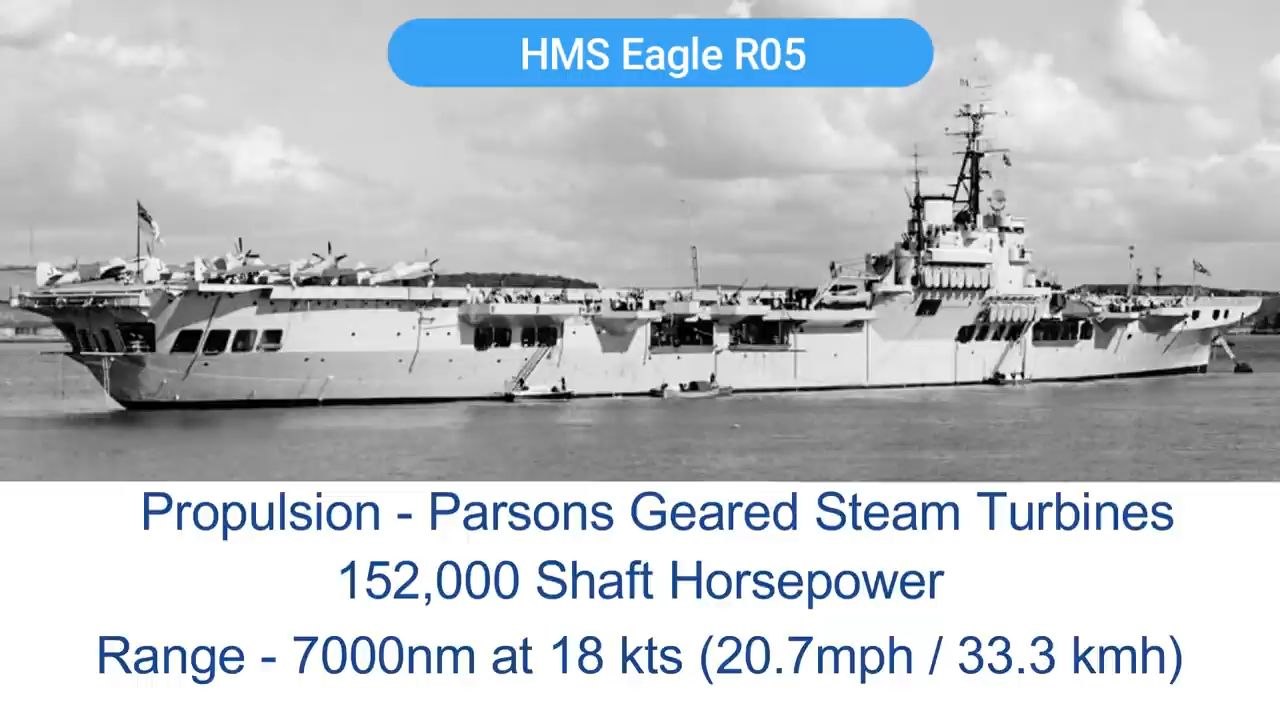 HMS Eagle R05
Propulsion - Parsons Geared Steam Turbines
152,000 Shaft Horsepower
Range - 7000nm at 18 kts (20.7mph / 33.3 kmh)